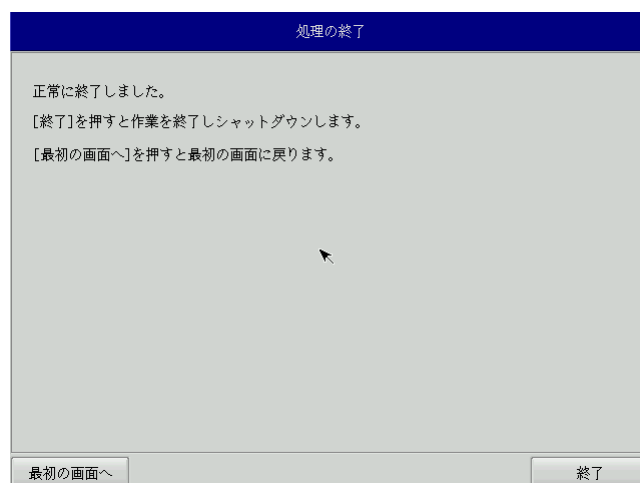 処理の終了
正常に終了しました。
[終了]を押すと作業を終了しシャットダウンします。
[最初の画面へ]を押すと最初の画面に戻ります。
最初の画面へ
終了